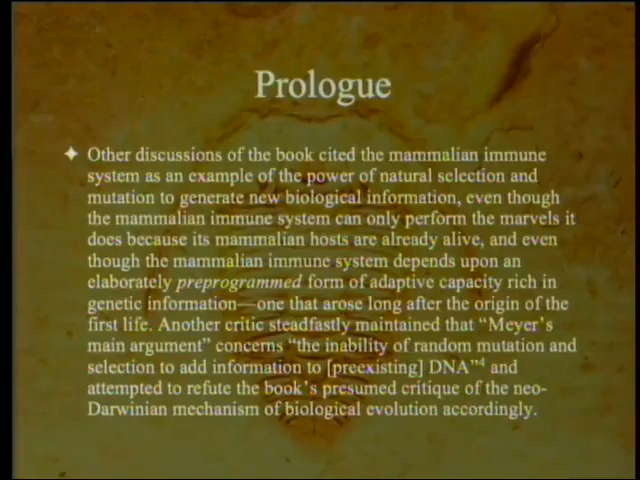 Prologue
Other discussions of the book cited the mammalian immune
system as an example of the power of natural selection and
mutation to generate new biological information, even though
the mammalian immune system can only perform the marvels it
does because its mammalian hosts are already alive, and even
though the mammalian immune system depends upon an
elaborately preprogrammed form of adaptive capacity rich in
genetic information—one that arose long after the origin of the
first life. Another critic steadfastly maintained that “Meyer’s
main argument” concerns “the inability of random mutation and
selection to add information to [preexisting] DNA”⁴ and
attempted to refute the book’s presumed critique of the neo-
Darwinian mechanism of biological evolution accordingly.